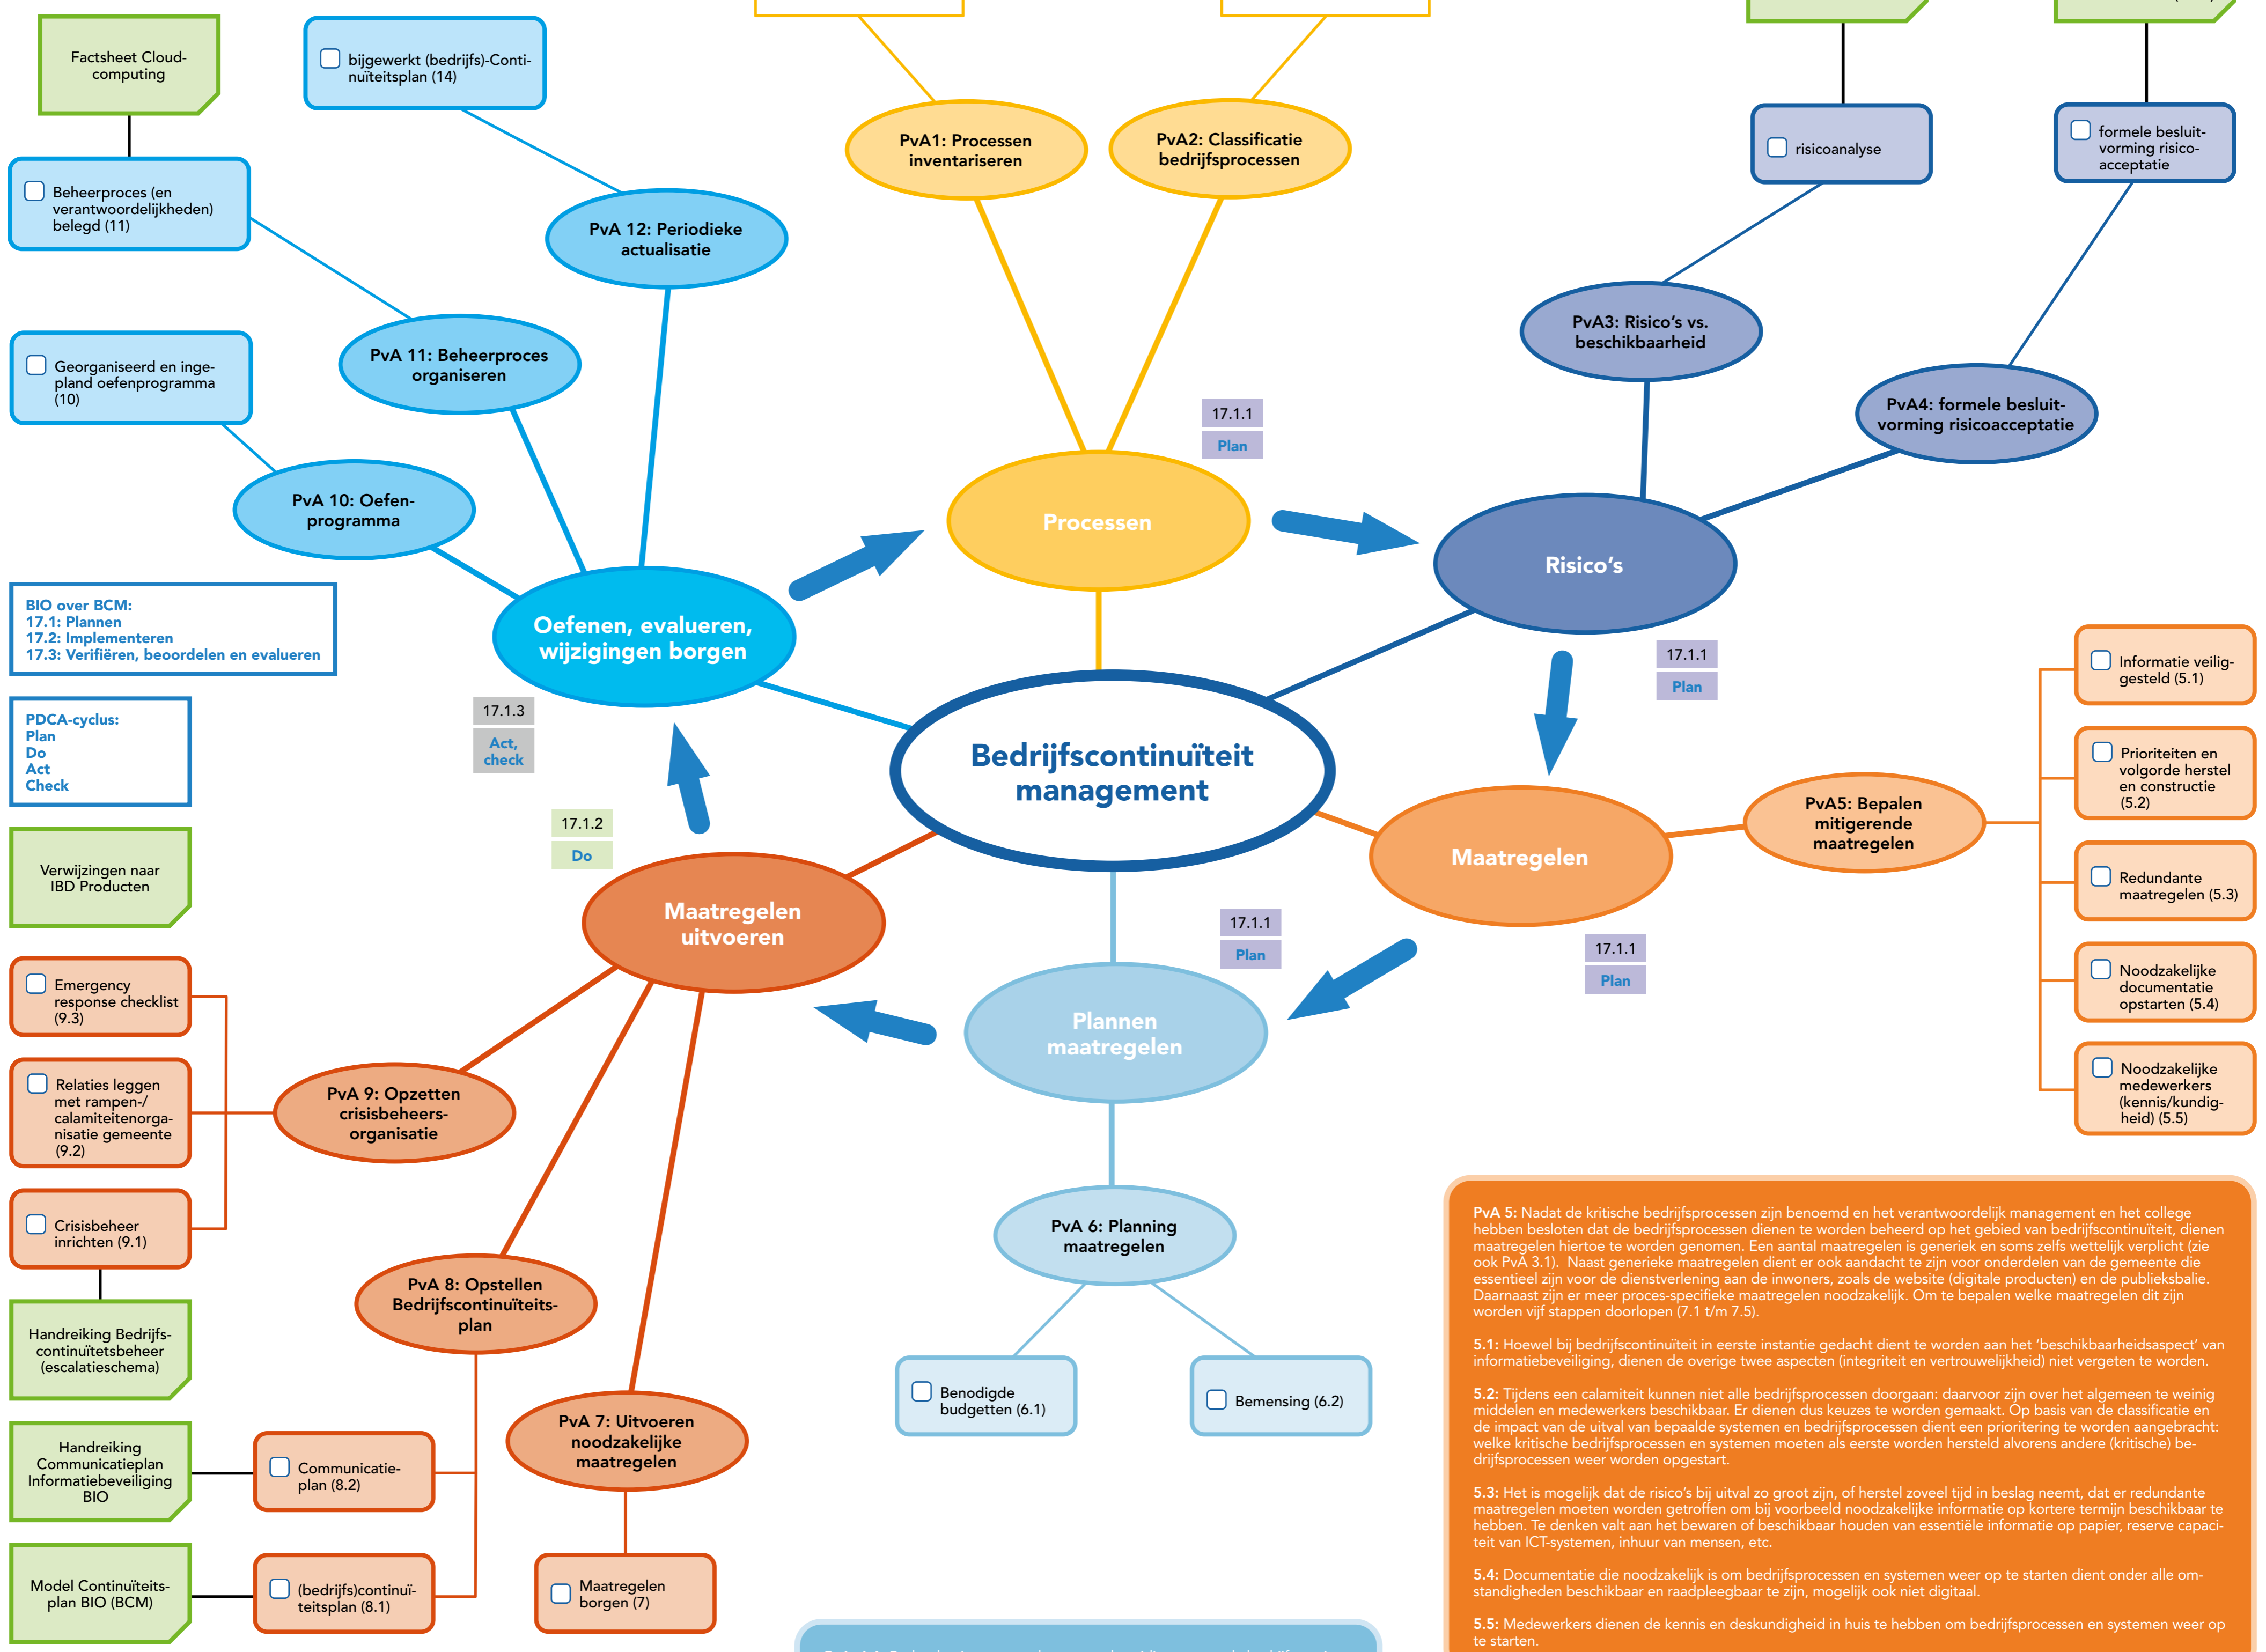 Factsheet Cloud-
computing
bijgewerkt (bedrijfs)-Conti-
nuïteitsplan (14)
Beheerproces (en
verantwoordelijkheden)
belegd (11)
PvA 12: Periodieke
actualisatie
PvA1: Processen
inventariseren
PvA2: Classificatie
bedrijfsprocessen
risicoanalyse
formele besluit-
vorming risico-
acceptatie
PvA3: Risico's vs.
beschikbaarheid
PvA4: formele besluit-
vorming risicoacceptatie
Georganiseerd en inge-
pland oefenprogramma
(10)
PvA 11: Beheerproces
organiseren
PvA 10: Oefen-
programma
17.1.1
Plan
Processen
Risico's
Oefenen, evalueren,
wijzigingen borgen
BIO over BCM:
17.1: Plannen
17.2: Implementeren
17.3: Verifiëren, beoordelen en evalueren
17.1.1
Plan
PDCA-cyclus:
Plan
Do
Act
Check
17.1.3
Act,
check
Bedrijfscontinuïteit
management
17.1.2
Do
Verwijzingen naar
IBD Producten
Maatregelen
uitvoeren
Maatregelen
PvA5: Bepalen
mitigerende
maatregelen
Informatie veilig-
gesteld (5.1)
Prioriteiten en
volgorde herstel
en constructie
(5.2)
Redundante
maatregelen (5.3)
Noodzakelijke
documentatie
opstarten (5.4)
Noodzakelijke
medewerkers
(kennis/kundig-
heid) (5.5)
17.1.1
Plan
17.1.1
Plan
Plannen
maatregelen
Emergency
response checklist
(9.3)
Relaties leggen
met rampen-/
calamiteitenorga-
nisatie gemeente
(9.2)
Crisisbeheer
inrichten (9.1)
PvA 9: Opzetten
crisisbeheers-
organisatie
Handreiking Bedrijfs-
continuïtetsbeheer
(escalatieschema)
PvA 8: Opstellen
Bedrijfscontinuïteits-
plan
PvA 6: Planning
maatregelen
Benodigde
budgetten (6.1)
Bemensing (6.2)
PvA 7: Uitvoeren
noodzakelijke
maatregelen
Handreiking
Communicatieplan
Informatiebeveiliging
BIO
Communicatie-
plan (8.2)
Model Continuïteits-
plan BIO (BCM)
(bedrijfs)continuï-
teitsplan (8.1)
Maatregelen
borgen (7)
PvA 5: Nadat de kritische bedrijfsprocessen zijn benoemd en het verantwoordelijk management en het college
hebben besloten dat de bedrijfsprocessen dienen te worden beheerd op het gebied van bedrijfscontinuïteit, dienen
maatregelen hiertoe te worden genomen. Een aantal maatregelen is generiek en soms zelfs wettelijk verplicht (zie
ook PvA 3.1). Naast generieke maatregelen dient er ook aandacht te zijn voor onderdelen van de gemeente die
essentieel zijn voor de dienstverlening aan de inwoners, zoals de website (digitale producten) en de publieksbalie.
Daarnaast zijn er meer proces-specifieke maatregelen noodzakelijk. Om te bepalen welke maatregelen dit zijn
worden vijf stappen doorlopen (7.1 t/m 7.5).
5.1: Hoewel bij bedrijfscontinuïteit in eerste instantie gedacht dient te worden aan het 'beschikbaarheidsaspect' van
informatiebeveiliging, dienen de overige twee aspecten (integriteit en vertrouwelijkheid) niet vergeten te worden.
5.2: Tijdens een calamiteit kunnen niet alle bedrijfsprocessen doorgaan: daarvoor zijn over het algemeen te weinig
middelen en medewerkers beschikbaar. Er dienen dus keuzes te worden gemaakt. Op basis van de classificatie en
de impact van de uitval van bepaalde systemen en bedrijfsprocessen dient een prioritering te worden aangebracht:
welke kritische bedrijfsprocessen en systemen moeten als eerste worden hersteld alvorens andere (kritische) be-
drijfsprocessen weer worden opgestart.
5.3: Het is mogelijk dat de risico's bij uitval zo groot zijn, of herstel zoveel tijd in beslag neemt, dat er redundante
maatregelen moeten worden getroffen om bij voorbeeld noodzakelijke informatie op kortere termijn beschikbaar te
hebben. Te denken valt aan het bewaren of beschikbaar houden van essentiële informatie op papier, reserve capaci-
teit van ICT-systemen, inhuur van mensen, etc.
5.4: Documentatie die noodzakelijk is om bedrijfsprocessen en systemen weer op te starten dient onder alle om-
standigheden beschikbaar en raadpleegbaar te zijn, mogelijk ook niet digitaal.
5.5: Medewerkers dienen de kennis en deskundigheid in huis te hebben om bedrijfsprocessen en systemen weer op
te starten.